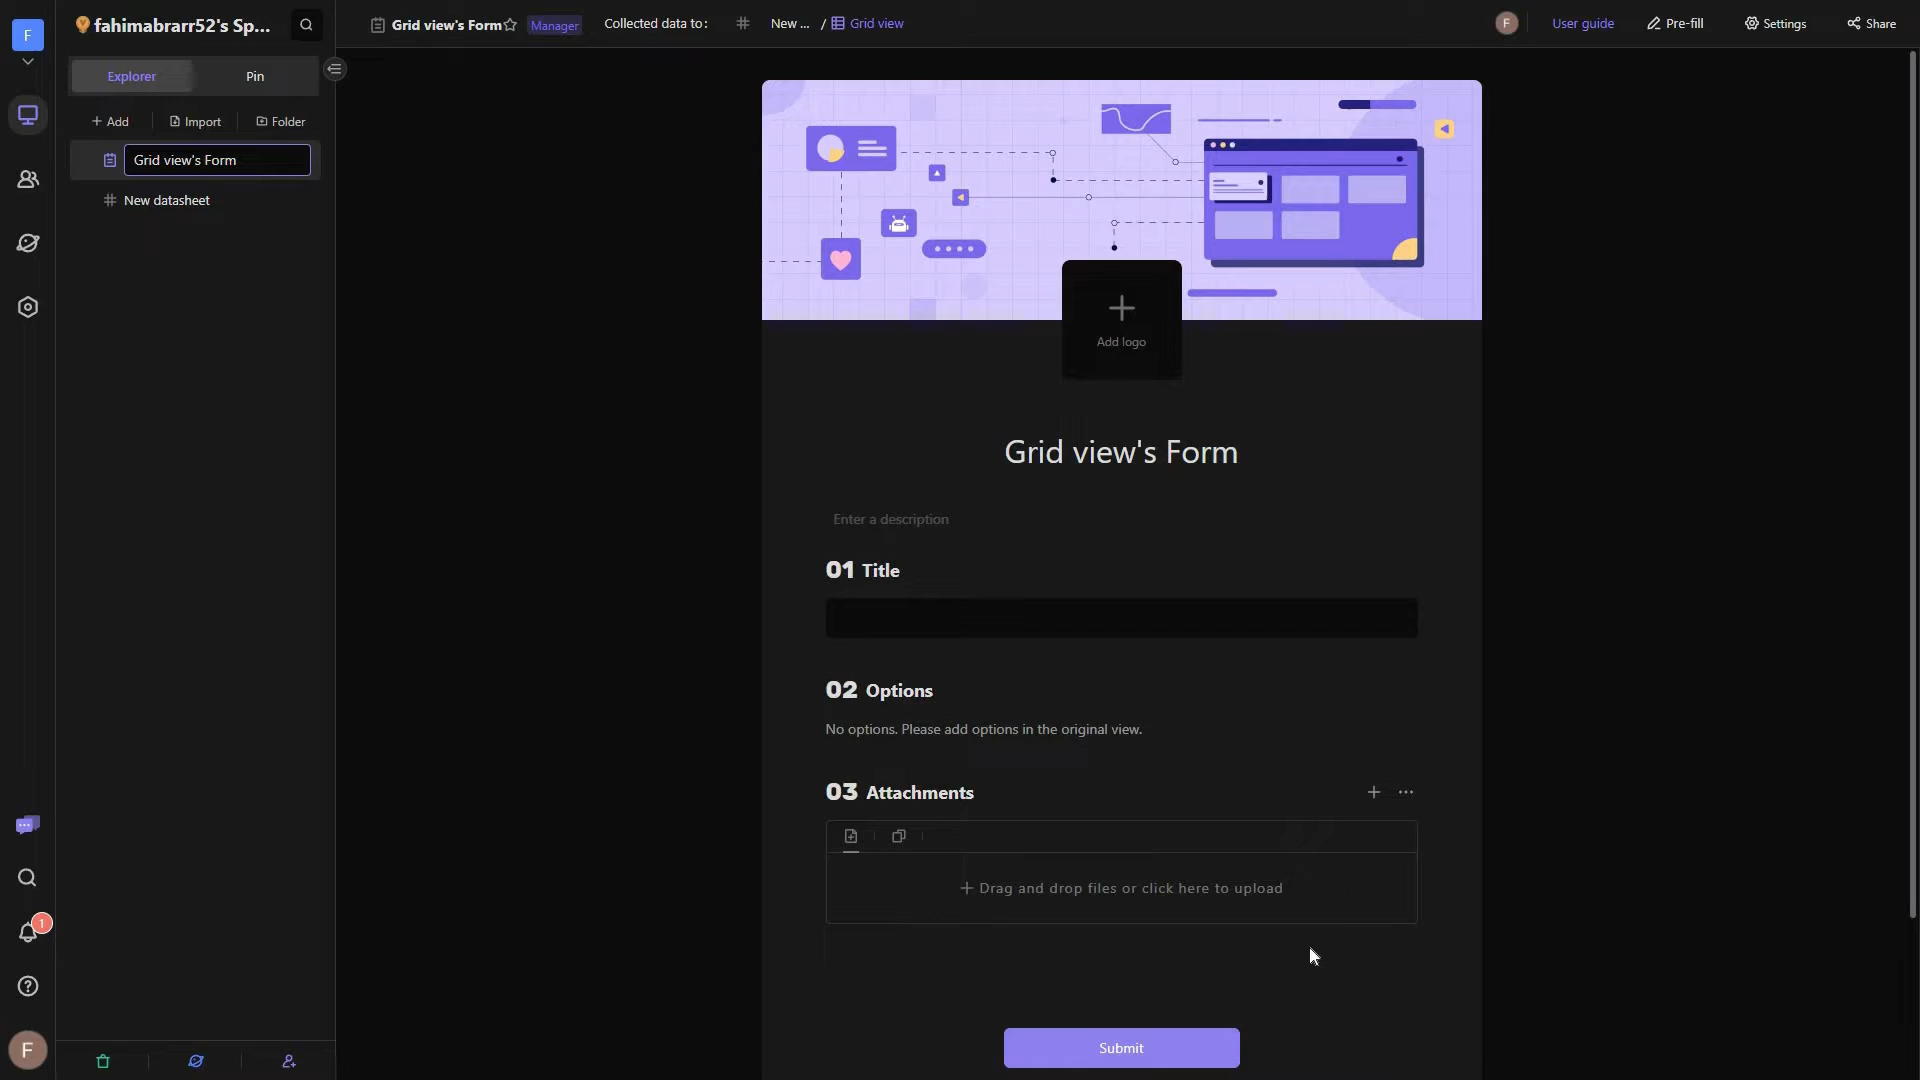 F
fahimabrarr52's Sp...
Explorer
Pin
Add
Import
Folder
Grid view's Form
New datasheet
1
F
Grid view's Form
Manager
Collected data to:
New ...
/
Grid view
F
User guide
Pre-fill
Settings
Share
Add logo
Grid view's Form
Enter a description
01 Title
02 Options
No options. Please add options in the original view.
03 Attachments
Drag and drop files or click here to upload
Submit